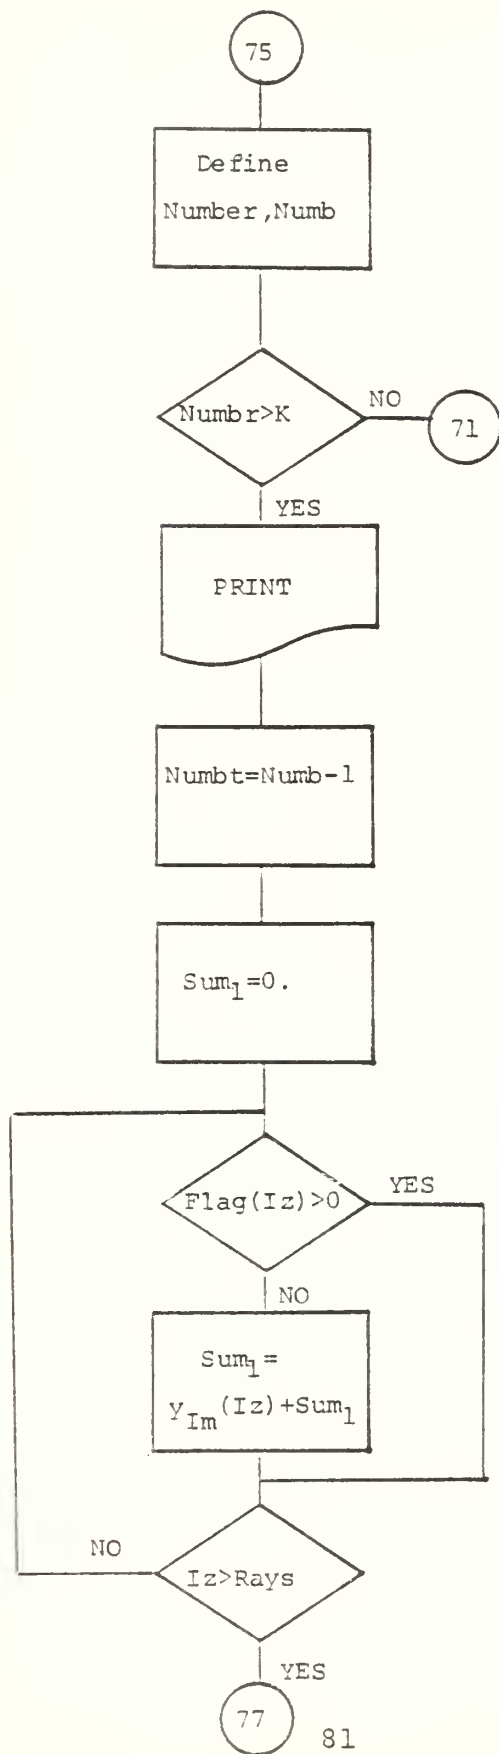 75
Define
Number,Numb
Numbr>K
NO
71
YES
PRINT
Numbt=Numb-1
Sum1=0.
Flag(Iz)>0
YES
NO
Sum1=
yIm(Iz)+Sum1
NO
Iz>Rays
YES
77
81